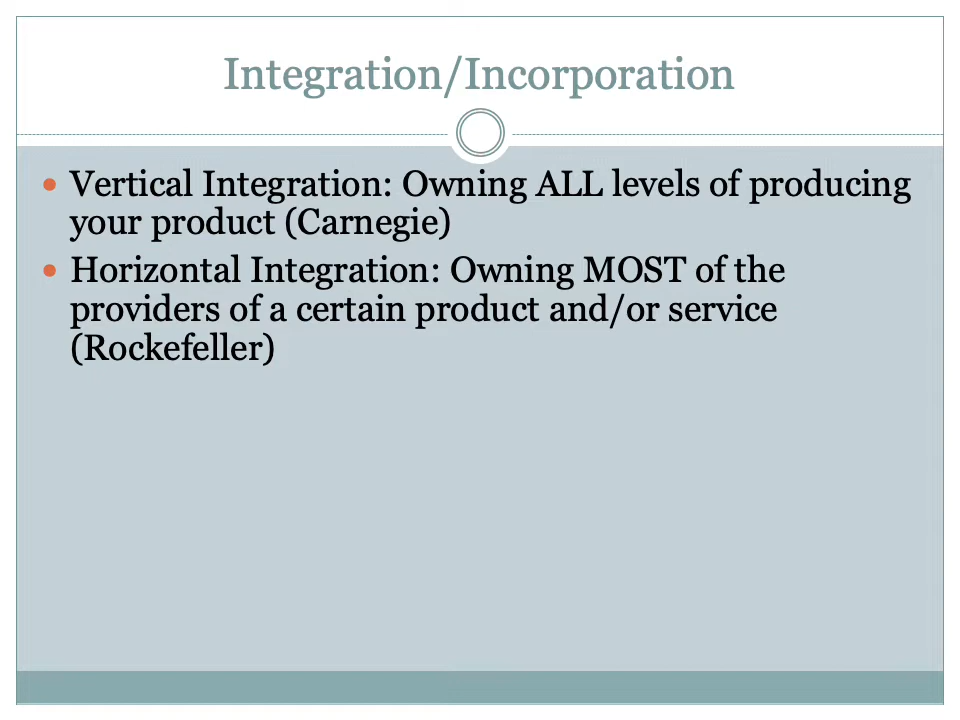 Integration/Incorporation
• Vertical Integration: Owning ALL levels of producing
your product (Carnegie)
• Horizontal Integration: Owning MOST of the
providers of a certain product and/or service
(Rockefeller)